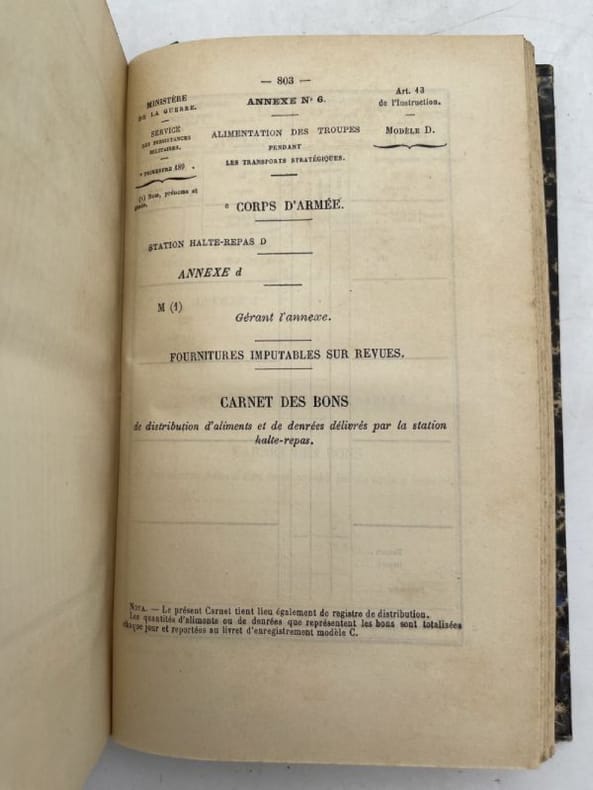 — 803 —
MINISTÈRE
DE LA GUERRE.
SERVICE
DES SUBSISTANCES
MILITAIRES.
e TRIMESTRE 189 .
(1) Nom, prénoms et
grade.
ANNEXE N° 6.
ALIMENTATION DES TROUPES
PENDANT
LES TRANSPORTS STRATÉGIQUES.
Art. 43
de l'Instruction.
MODÈLE D.
e CORPS D'ARMÉE.
STATION HALTE-REPAS D
ANNEXE d
M (1)
Gérant l'annexe.
FOURNITURES IMPUTABLES SUR REVUES.
CARNET DES BONS
de distribution d'aliments et de denrées délivrés par la station
halte-repas.
NOTA. — Le présent Carnet tient lieu également de registre de distribution.
Les quantités d'aliments ou de denrées que représentent les bons sont totalisées
chaque jour et reportées au livret d'enregistrement modèle C.